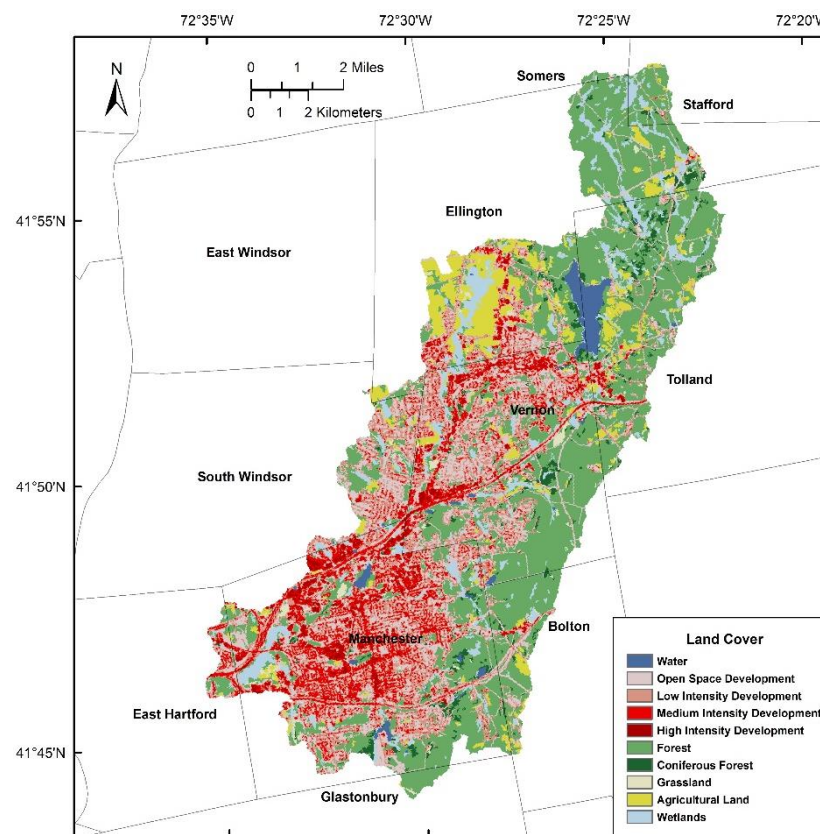 72°35'W 72°30'W 72°25'W 72°20'W
N
0 1 2 Miles
0 1 2 Kilometers
Somers
Stafford
41°55'N
Ellington
East Windsor
Tolland
Vernon
South Windsor
41°50'N
Bolton
Manchester
East Hartford
41°45'N
Glastonbury
Land Cover
Water
Open Space Development
Low Intensity Development
Medium Intensity Development
High Intensity Development
Forest
Coniferous Forest
Grassland
Agricultural Land
Wetlands